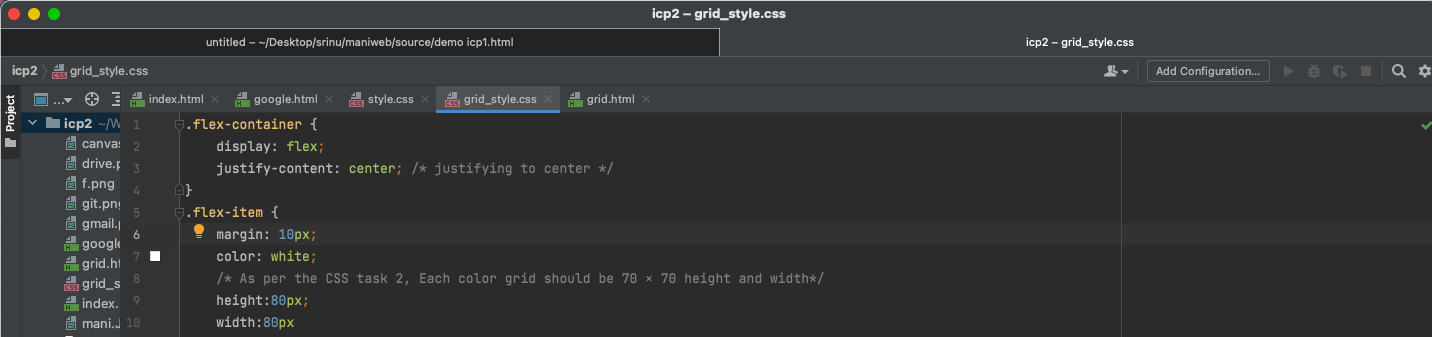 icp2 – grid_style.css
untitled – ~/Desktop/srinu/maniweb/source/demo icp1.html
icp2 – grid_style.css
icp2 grid_style.css
Add Configuration...
Project
... index.html google.html style.css grid_style.css grid.html
icp2 ~/W
canvas
drive.p
f.png
git.png
gmail.p
google
grid.ht
grid_s
index.
mani.J
1 .flex-container {
2 display: flex;
3 justify-content: center; /* justifying to center */
4 }
5 .flex-item {
6 margin: 10px;
7 color: white;
8 /* As per the CSS task 2, Each color grid should be 70 × 70 height and width*/
9 height:80px;
10 width:80px